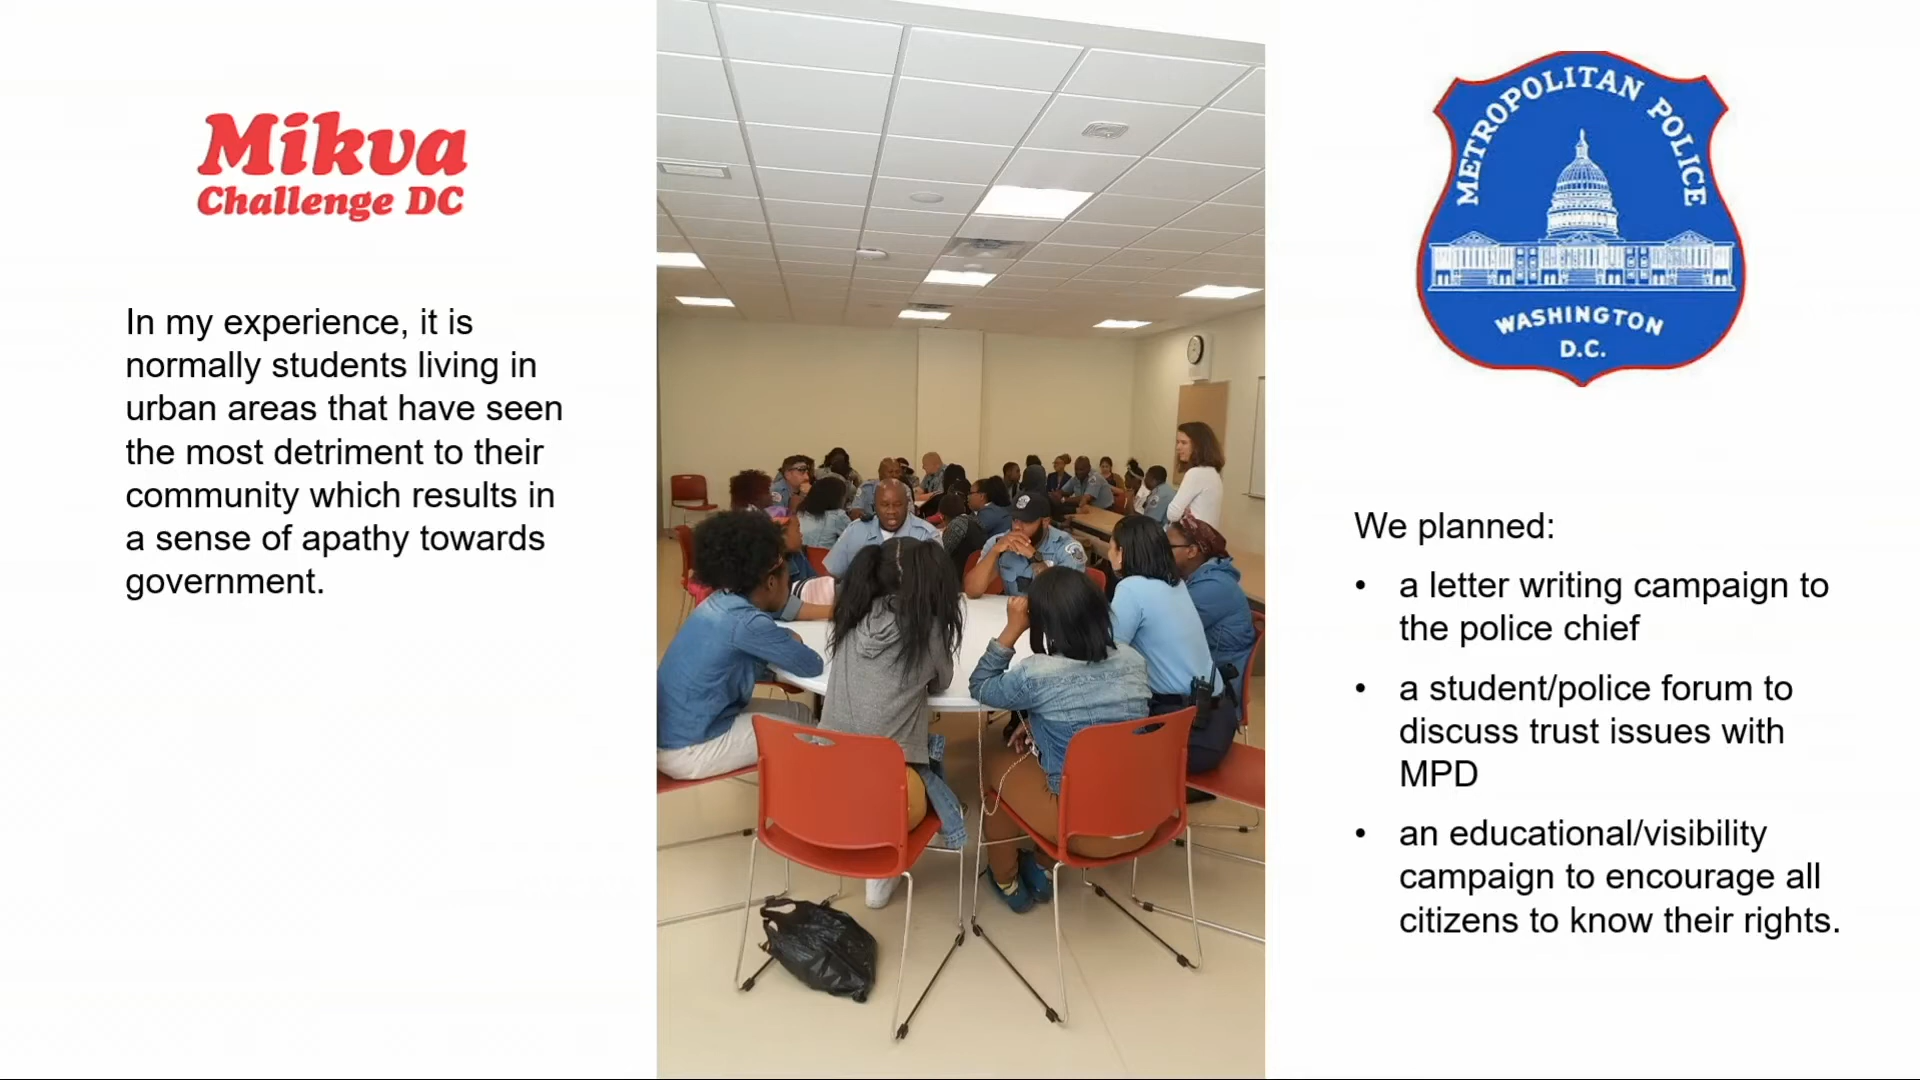 Mikva
Challenge DC
In my experience, it is
normally students living in
urban areas that have seen
the most detriment to their
community which results in
a sense of apathy towards
government.
METROPOLITAN POLICE
WASHINGTON
D.C.
We planned:
• a letter writing campaign to
the police chief
• a student/police forum to
discuss trust issues with
MPD
• an educational/visibility
campaign to encourage all
citizens to know their rights.